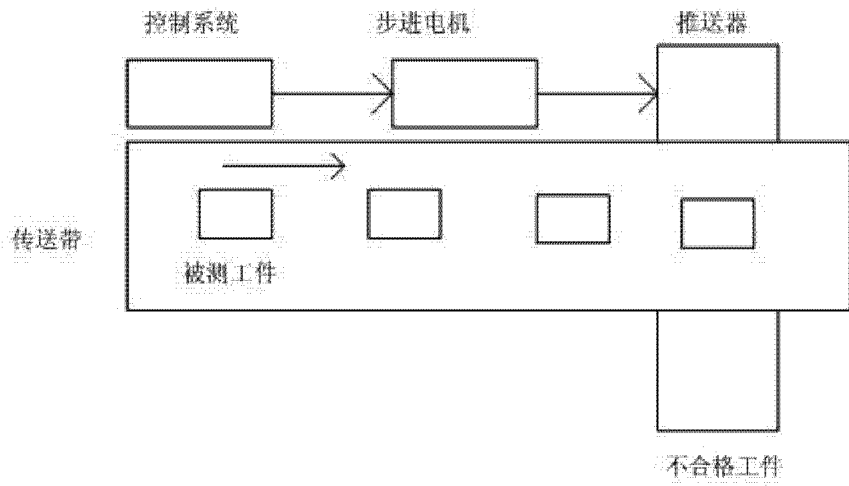 控制系统
步进电机
推送器
传送带
被测工件
不合格工件